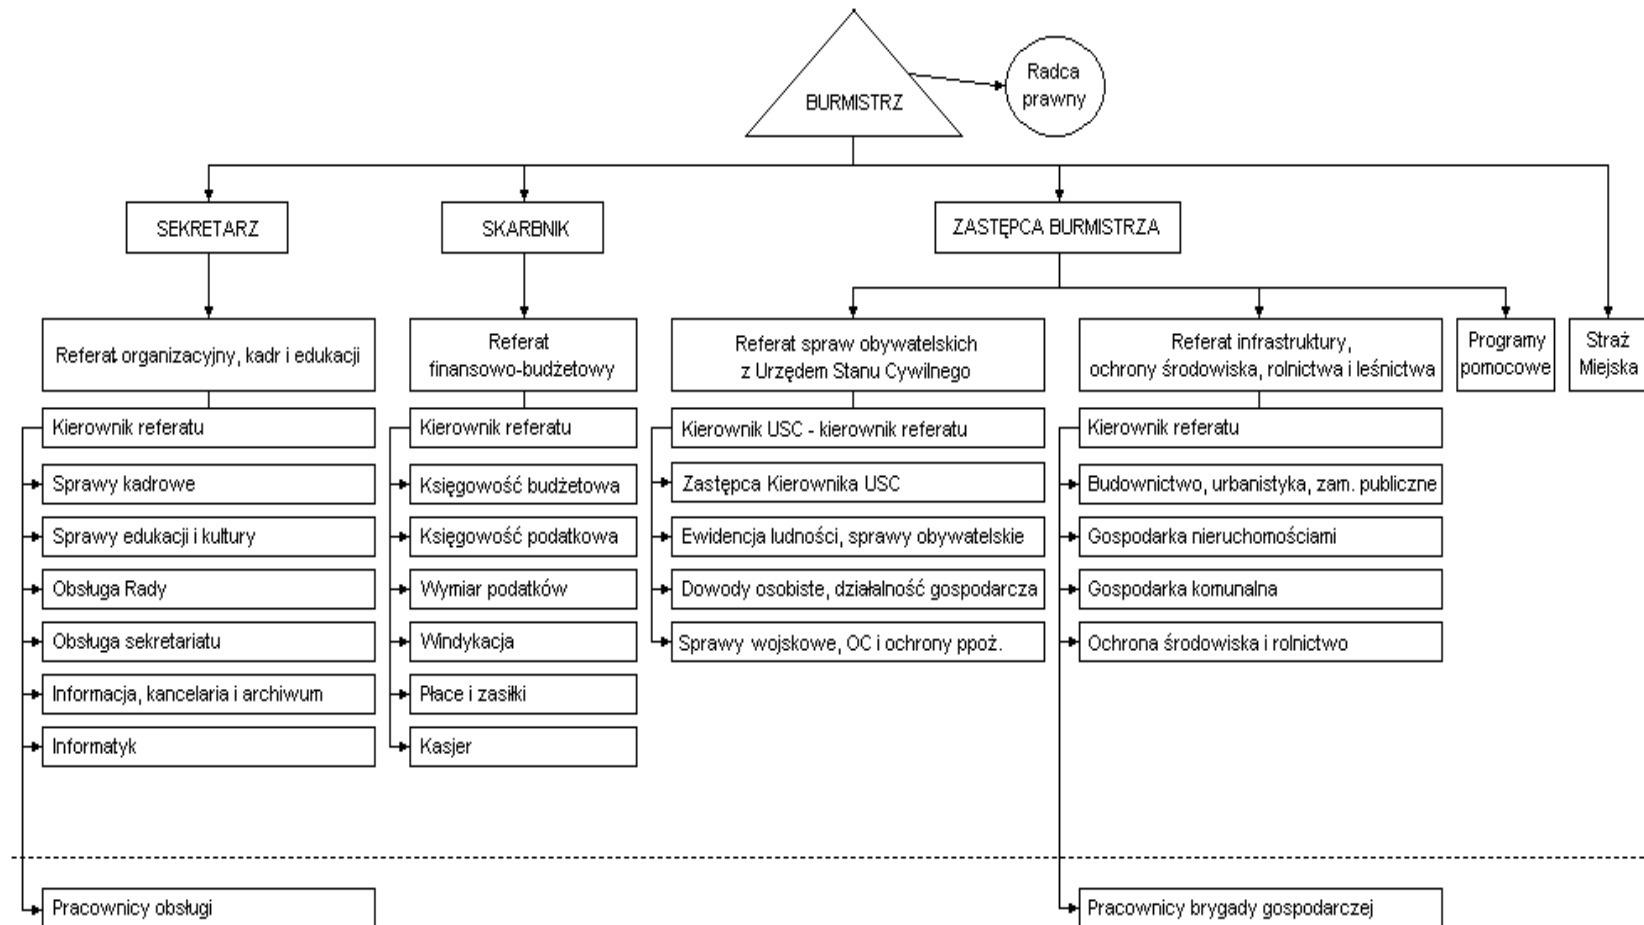 BURMISTRZ
Radca
prawny
SEKRETARZ
SKARBNIK
ZASTĘPCA BURMISTRZA
Referat organizacyjny, kadr i edukacji
Referat
finansowo-budżetowy
Referat spraw obywatelskich
z Urzędem Stanu Cywilnego
Referat infrastruktury,
ochrony środowiska, rolnictwa i leśnictwa
Programy
pomocowe
Straż
Miejska
Kierownik referatu
Sprawy kadrowe
Sprawy edukacji i kultury
Obsługa Rady
Obsługa sekretariatu
Informacja, kancelaria i archiwum
Informatyk
Pracownicy obsługi
Kierownik referatu
Księgowość budżetowa
Księgowość podatkowa
Wymiar podatków
Windykacja
Płace i zasiłki
Kasjer
Kierownik USC - kierownik referatu
Zastępca Kierownika USC
Ewidencja ludności, sprawy obywatelskie
Dowody osobiste, działalność gospodarcza
Sprawy wojskowe, OC i ochrony ppoż.
Kierownik referatu
Budownictwo, urbanistyka, zam. publiczne
Gospodarka nieruchomościami
Gospodarka komunalna
Ochrona środowiska i rolnictwo
Pracownicy brygady gospodarczej